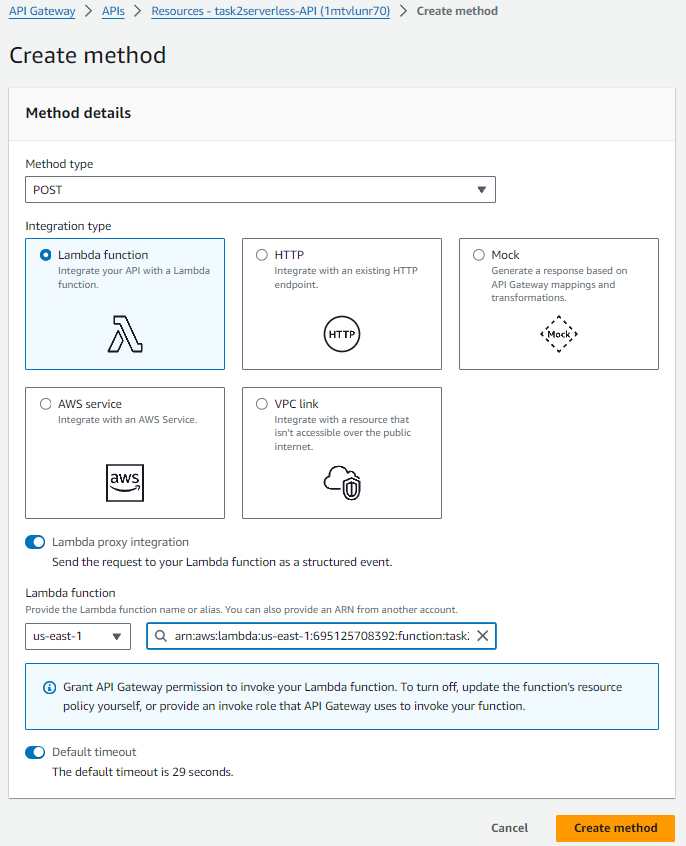 API Gateway > APIs > Resources - task2serverless-API (1mtvlunr70) > Create method
Create method
Method details
Method type
POST
Integration type
Lambda function
Integrate your API with a Lambda
function.
HTTP
Integrate with an existing HTTP
endpoint.
HTTP
Mock
Generate a response based on
API Gateway mappings and
transformations.
Mock
AWS service
Integrate with an AWS Service.
aws
VPC link
Integrate with a resource that
isn't accessible over the public
internet.
Lambda proxy integration
Send the request to your Lambda function as a structured event.
Lambda function
Provide the Lambda function name or alias. You can also provide an ARN from another account.
us-east-1
arn:aws:lambda:us-east-1:695125708392:function:task2
Grant API Gateway permission to invoke your Lambda function. To turn off, update the function's resource
policy yourself, or provide an invoke role that API Gateway uses to invoke your function.
Default timeout
The default timeout is 29 seconds.
Cancel
Create method